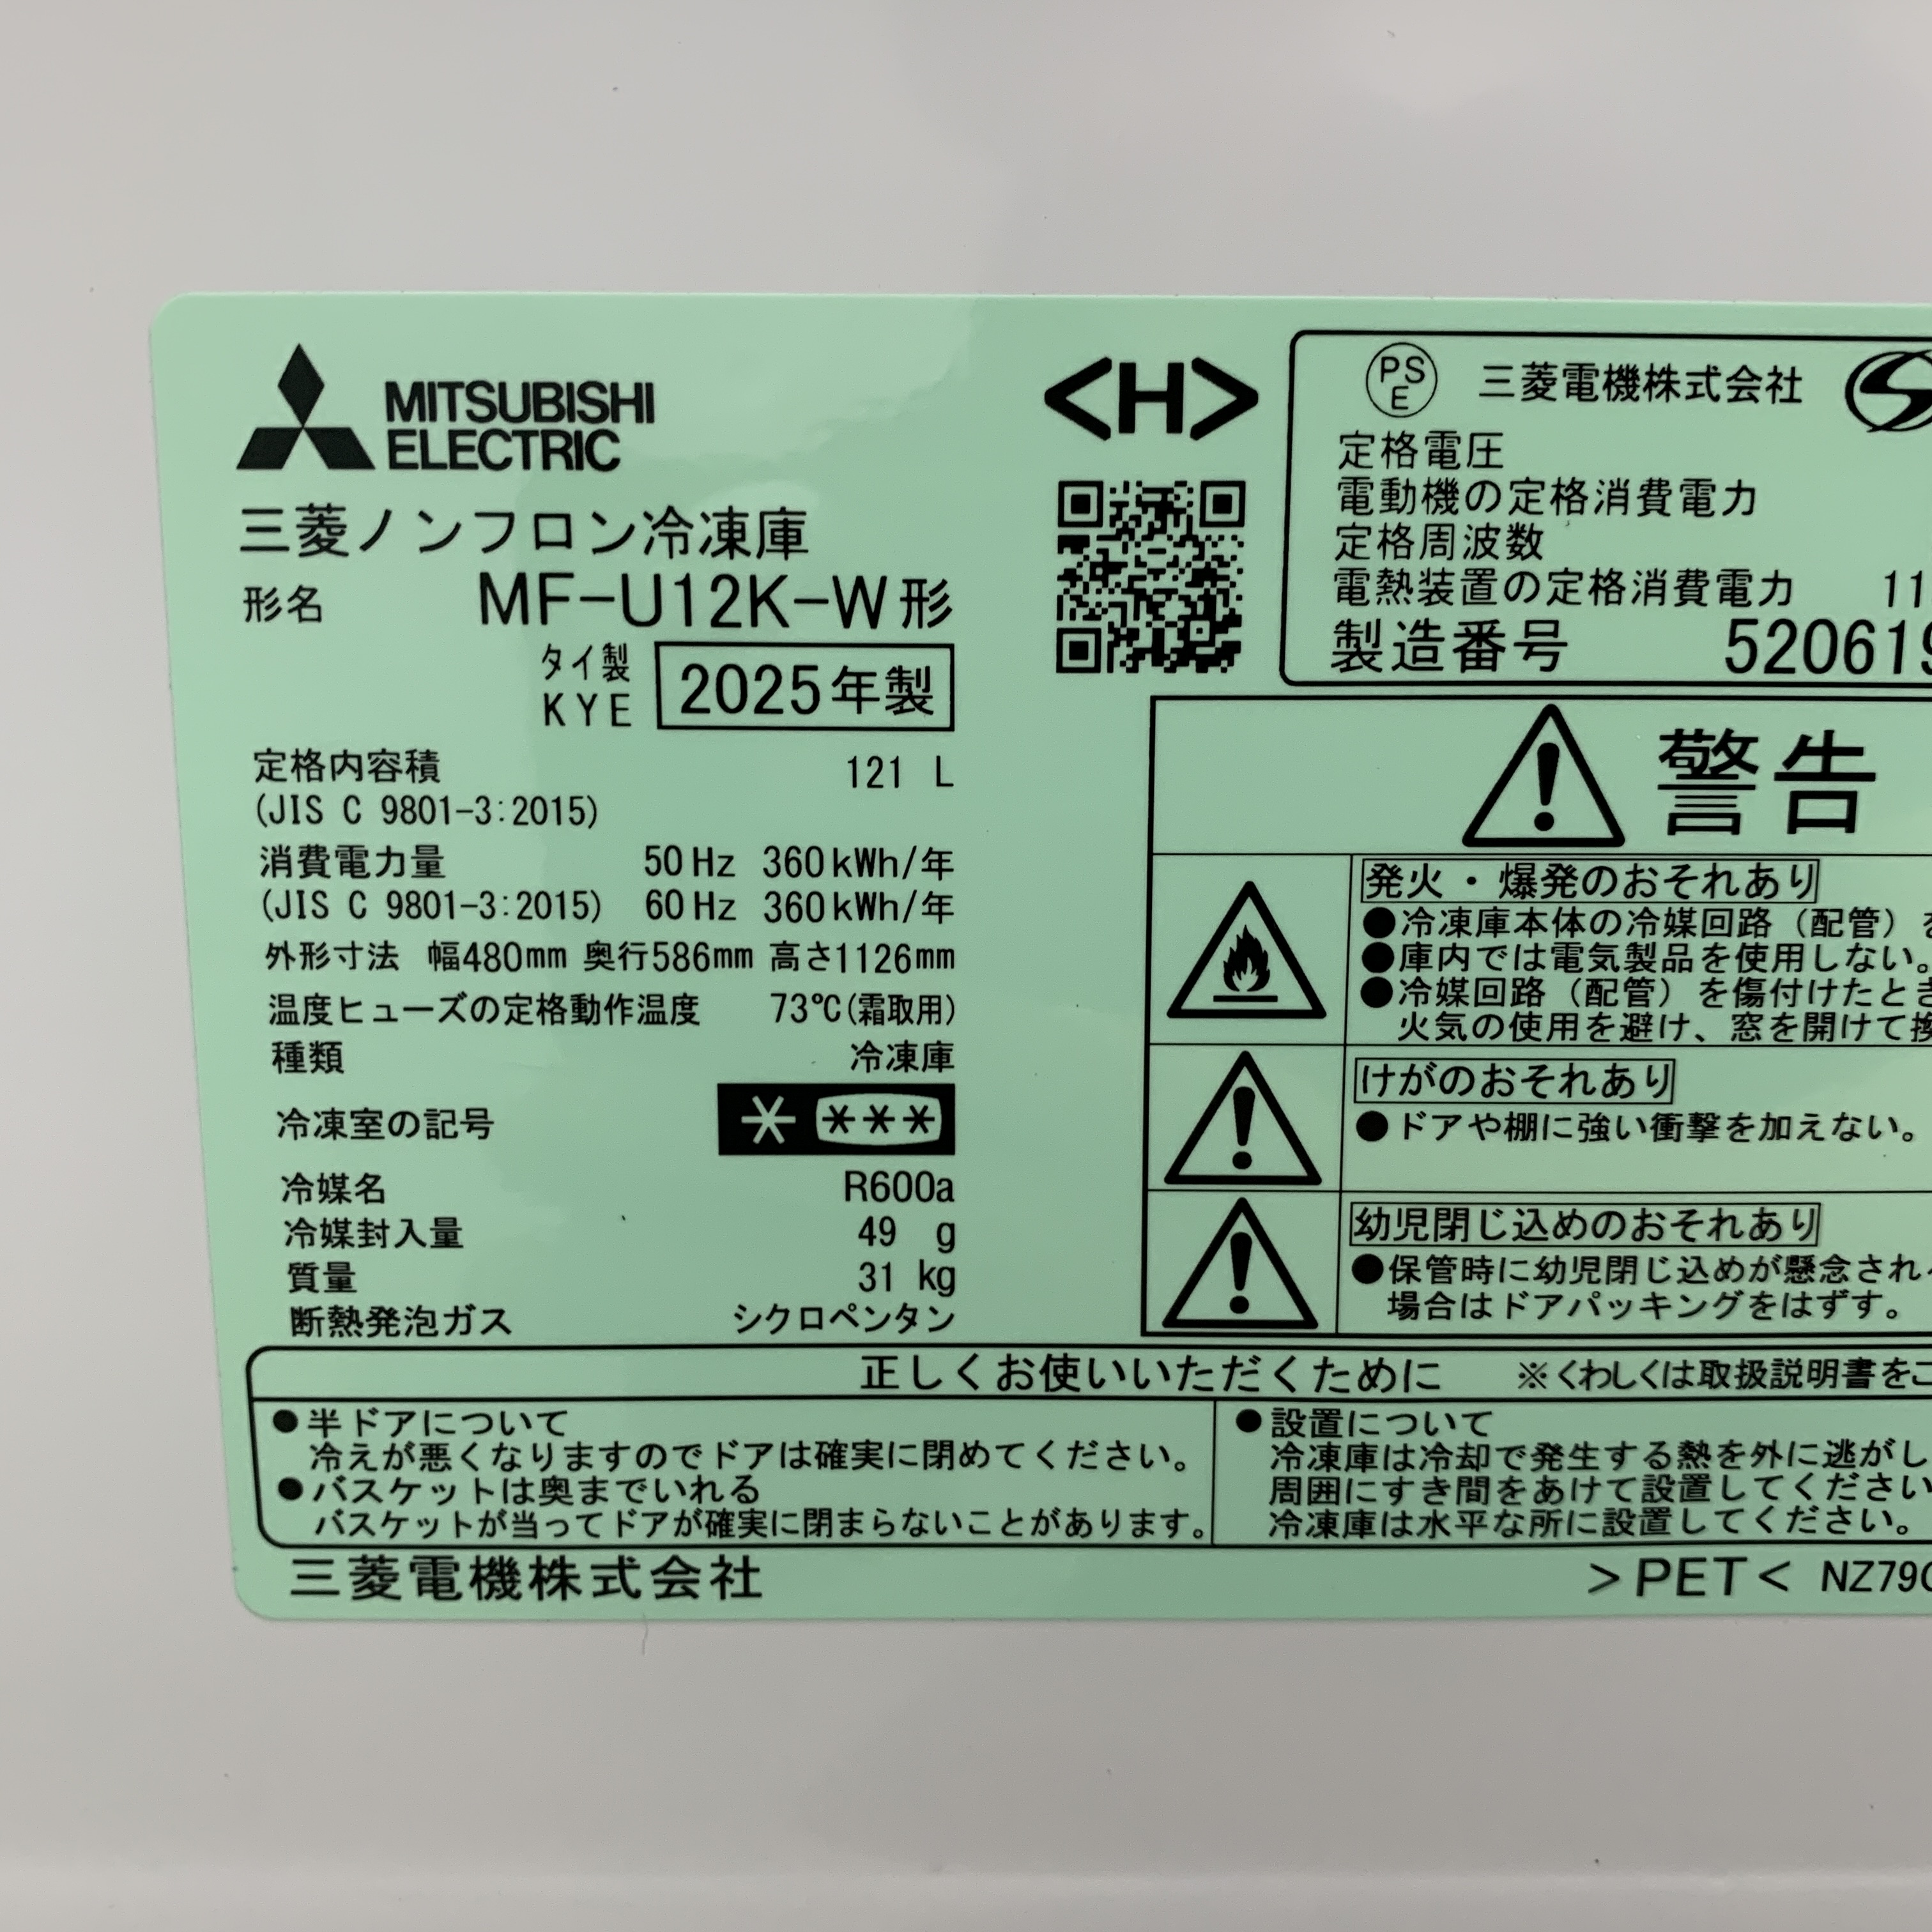 MITSUBISHI
ELECTRIC
三菱ノンフロン冷凍庫
形名 MF-U12K-W形
タイ製
KYE
2025年製
定格内容積 121 L
(JIS C 9801-3:2015)
消費電力量 50Hz 360kWh/年
(JIS C 9801-3:2015) 60Hz 360kWh/年
外形寸法 幅480mm 奥行586mm 高さ1126mm
温度ヒューズの定格動作温度 73℃(霜取用)
種類 冷凍庫
冷凍室の記号 * ***
冷媒名 R600a
冷媒封入量 49 g
質量 31 kg
断熱発泡ガス シクロペンタン
<H>
PSE 三菱電機株式会社
定格電圧
電動機の定格消費電力
定格周波数
電熱装置の定格消費電力 11
製造番号 52061
警告
発火・爆発のおそれあり
●冷凍庫本体の冷媒回路(配管)を
●庫内では電気製品を使用しない。
●冷媒回路(配管)を傷付けたとき
火気の使用を避け、窓を開けて換
けがのおそれあり
●ドアや棚に強い衝撃を加えない。
幼児閉じ込めのおそれあり
●保管時に幼児閉じ込めが懸念され
場合はドアパッキングをはずす。
正しくお使いいただくために ※くわしくは取扱説明書をご
●半ドアについて
冷えが悪くなりますのでドアは確実に閉めてください。
●バスケットは奥までいれる
バスケットが当ってドアが確実に閉まらないことがあります。
●設置について
冷凍庫は冷却で発生する熱を外に逃がし
周囲にすき間をあけて設置してください
冷凍庫は水平な所に設置してください。
三菱電機株式会社
>PET< NZ79